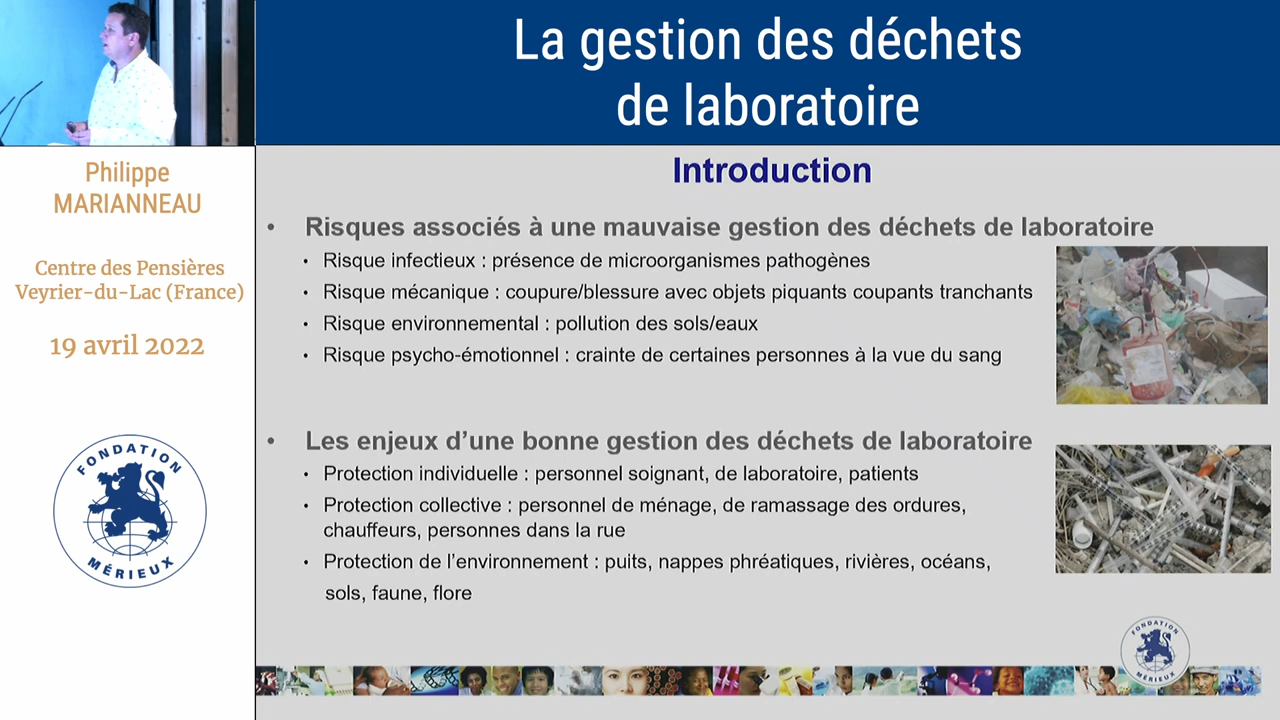 La gestion des déchets
de laboratoire
Philippe
MARIANNEAU
Centre des Pensières
Veyrier-du-Lac (France)
19 avril 2022
FONDATION
MÉRIEUX
Introduction
• Risques associés à une mauvaise gestion des déchets de laboratoire
• Risque infectieux : présence de microorganismes pathogènes
• Risque mécanique : coupure/blessure avec objets piquants coupants tranchants
• Risque environnemental : pollution des sols/eaux
• Risque psycho-émotionnel : crainte de certaines personnes à la vue du sang
• Les enjeux d’une bonne gestion des déchets de laboratoire
• Protection individuelle : personnel soignant, de laboratoire, patients
• Protection collective : personnel de ménage, de ramassage des ordures,
chauffeurs, personnes dans la rue
• Protection de l’environnement : puits, nappes phréatiques, rivières, océans,
sols, faune, flore
FONDATION
MÉRIEUX